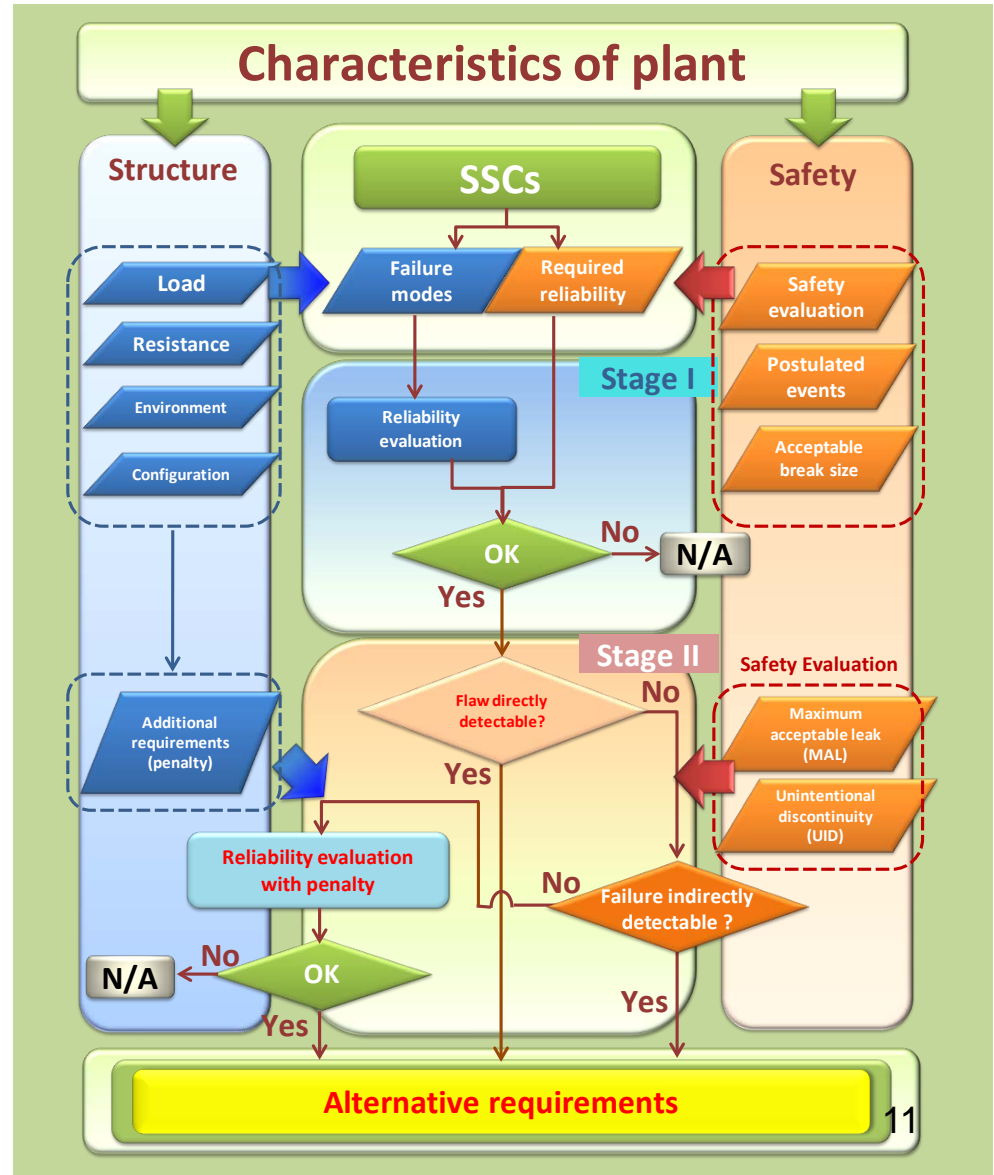 Characteristics of plant
Structure
Load
Resistance
Environment
Configuration
Additional
requirements
(penalty)
SSCs
Failure
modes
Required
reliability
Safety
Safety
evaluation
Postulated
events
Acceptable
break size
Stage I
Reliability
evaluation
OK
No
N/A
Yes
Stage II
Flaw directly
detectable?
No
Yes
Safety Evaluation
Maximum
acceptable leak
(MAL)
Unintentional
discontinuity
(UID)
Reliability evaluation
with penalty
No
Failure indirectly
detectable ?
Yes
OK
No
N/A
Yes
Alternative requirements
11